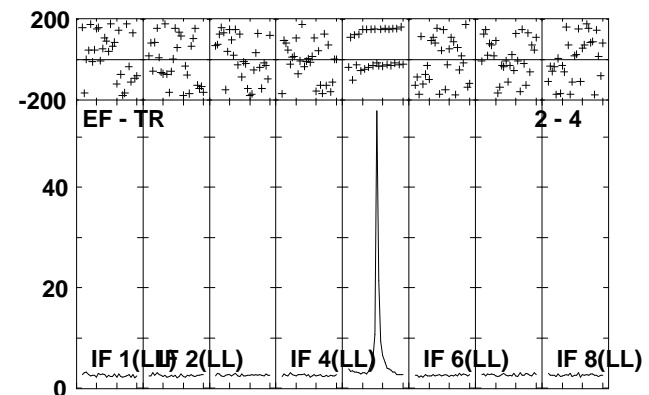 200
-200
EF - TR 2 - 4
40
20
IF 1(LL) IF 2(LL) IF 4(LL) IF 6(LL) IF 8(LL)
0